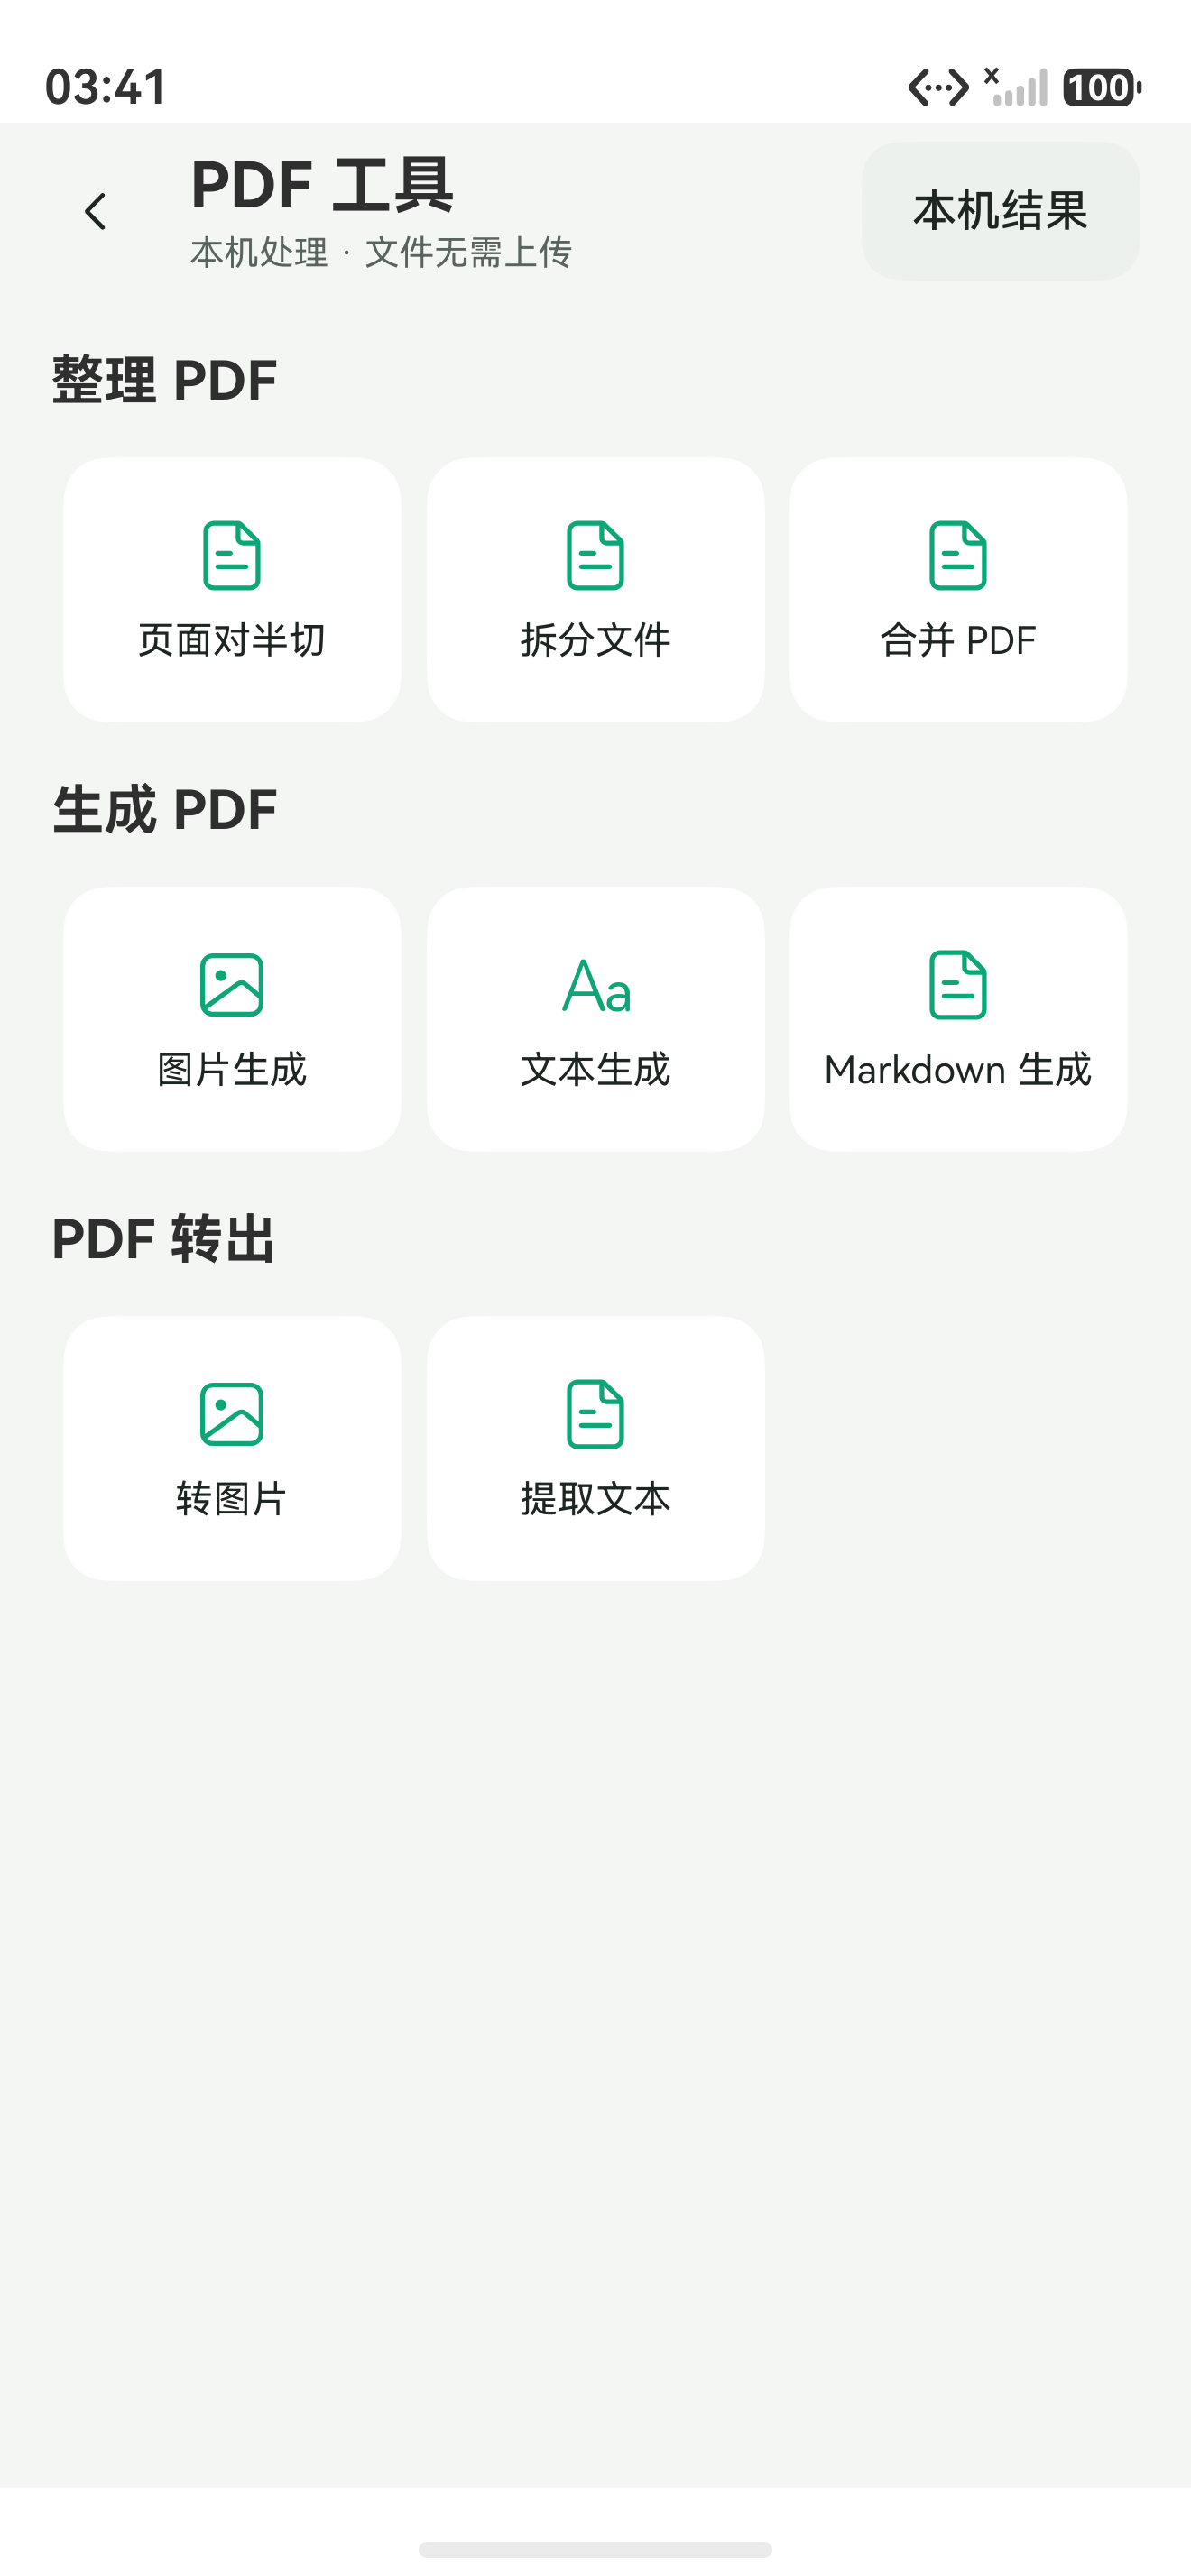 03:41
100
PDF 工具
本机处理 · 文件无需上传
本机结果
整理 PDF
页面对半切
拆分文件
合并 PDF
生成 PDF
Aa
图片生成
文本生成
Markdown 生成
PDF 转出
转图片
提取文本